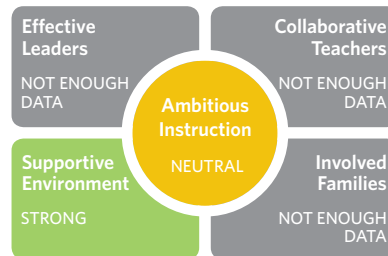 Effective
Leaders
NOT ENOUGH
DATA
Collaborative
Teachers
NOT ENOUGH
DATA
Ambitious
Instruction
NEUTRAL
Supportive
Environment
STRONG
Involved
Families
NOT ENOUGH
DATA